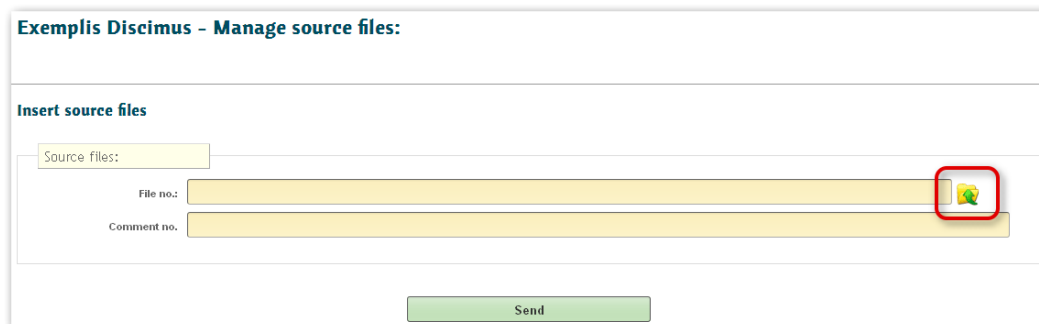 Exemplis Discimus - Manage source files:
Insert source files
Source files:
File no.:
Comment no.
Send